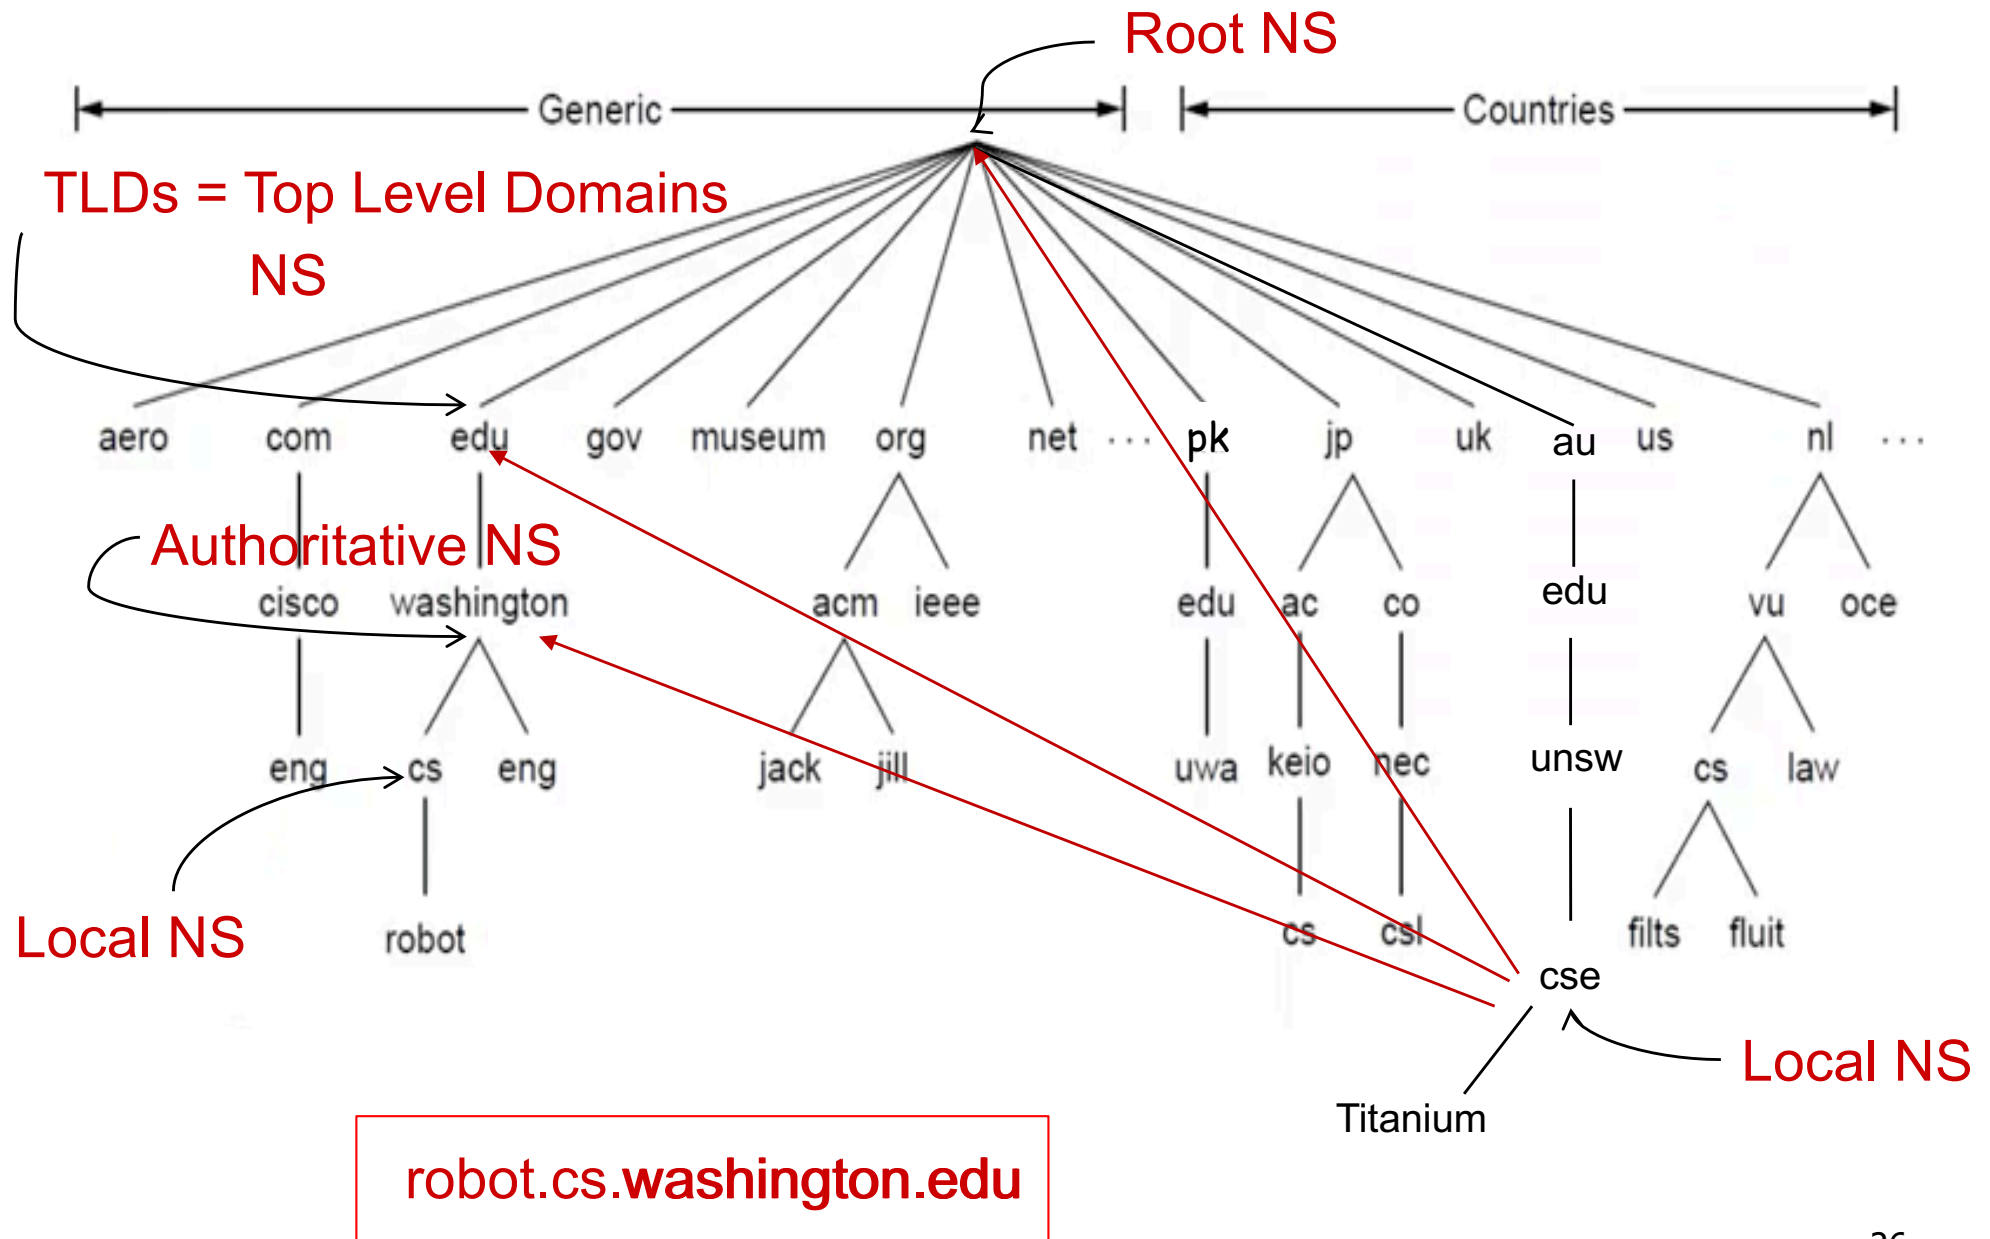 Root NS
Generic
Countries
TLDs = Top Level Domains
NS
aero com edu gov museum org net ... pk jp uk au us nl ...
Authoritative NS
cisco washington acm ieee edu ac co edu vu oce
eng cs eng jack jill uwa keio nec unsw cs law
Local NS
robot cs csl filts fluit
cse
Local NS
Titanium
robot.cs.washington.edu